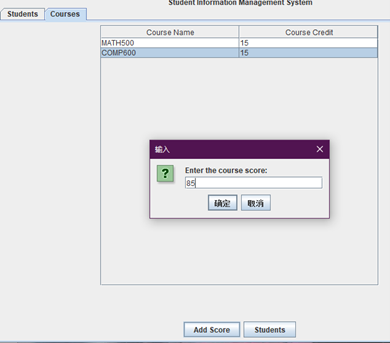 Student Information Management System
Students Courses
Course Name Course Credit
MATH500 15
COMP600 15
输入
Enter the course score:
85
确定 取消
Add Score Students